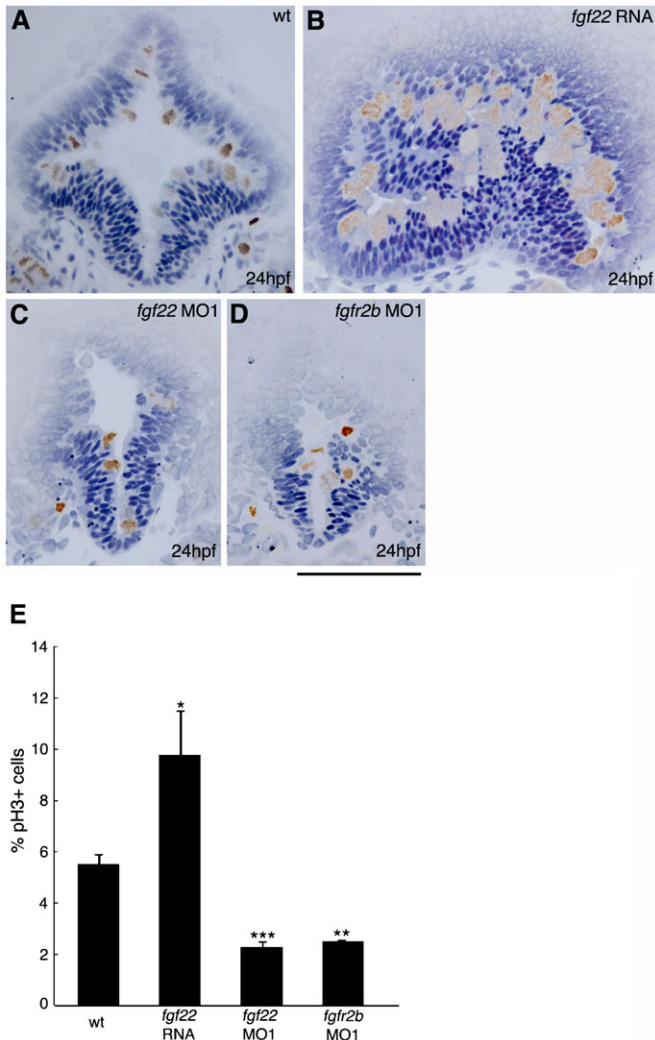 A
wt
24hpf
B
fgf22 RNA
24hpf
C
fgf22 MO1
24hpf
D
fgfr2b MO1
24hpf
E
% pH3+ cells
14
12
10
8
6
4
2
0
*
***
**
wt
fgf22
RNA
fgf22
MO1
fgfr2b
MO1